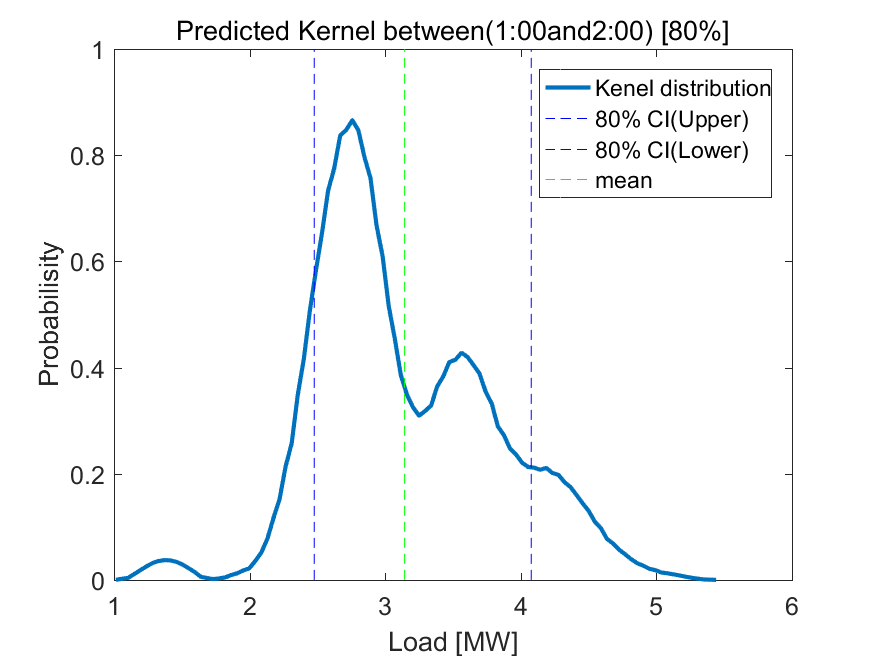 Predicted Kernel between(1:00and2:00) [80%]
1
0.8
0.6
0.4
0.2
0
Probabilisity
Kenel distribution
80% CI(Upper)
80% CI(Lower)
mean
1 2 3 4 5 6
Load [MW]